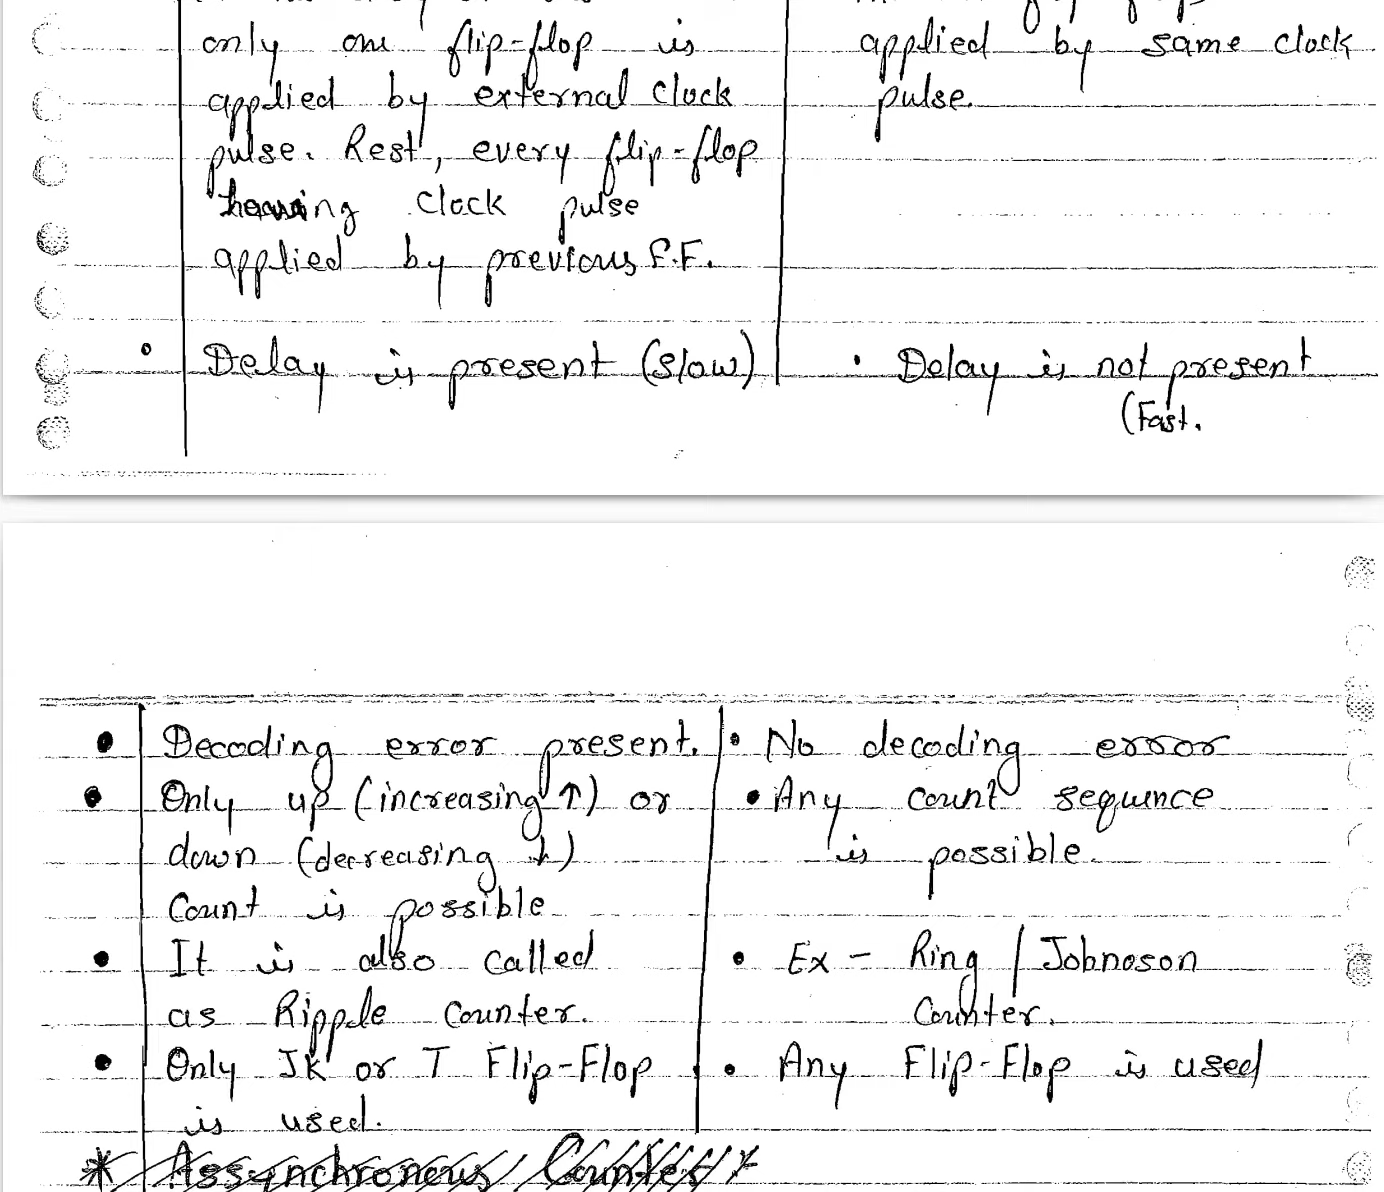 only one flip-flop is
applied by external clock
pulse. Rest, every flip-flop
having clock pulse
applied by previous F.F.
applied by same clock
pulse.
• Delay is present (slow)
• Delay is not present
(Fast.
• Decoding error present.
• Only up (increasing ↑) or
down (decreasing ↓)
Count is possible
• It is also called
as Ripple Counter.
• Only JK or T Flip-Flop
is used.
• No decoding error
• Any count sequence
is possible.
• Ex - Ring / Johnoson
Counter.
• Any Flip-Flop is used
* Assynchronous Counter